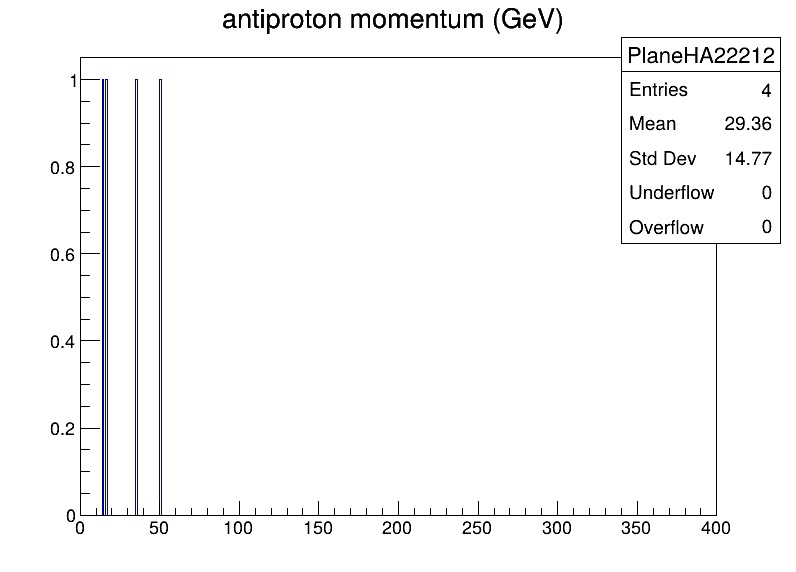 antiproton momentum (GeV)
PlaneHA22212
Entries 4
Mean 29.36
Std Dev 14.77
Underflow 0
Overflow 0
1
0.8
0.6
0.4
0.2
0
0 50 100 150 200 250 300 350 400